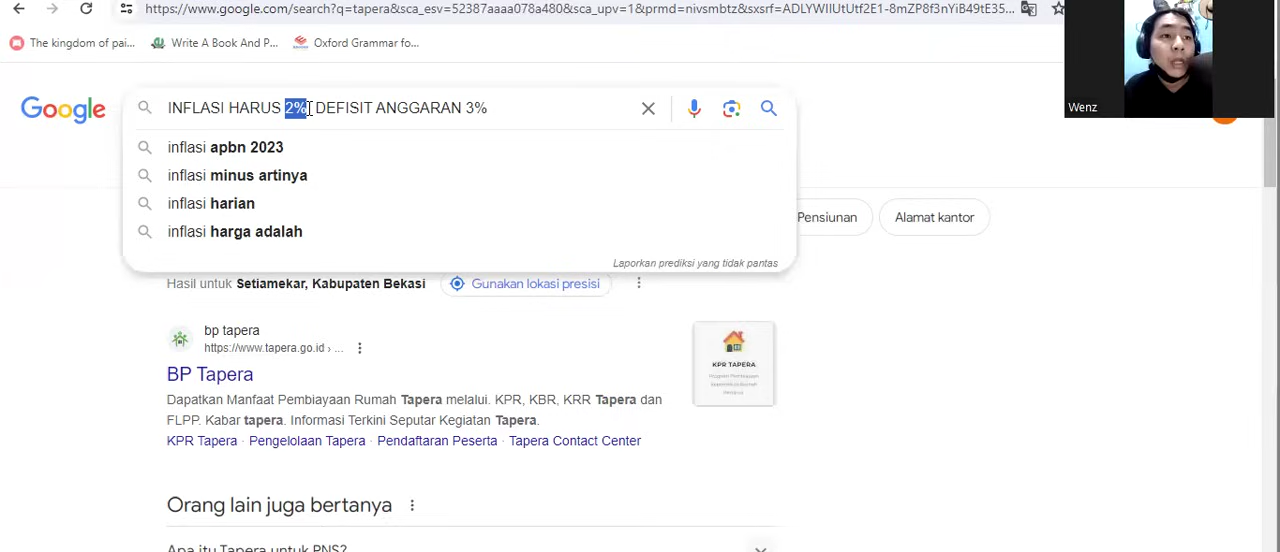 https://www.google.com/search?q=tapera&sca_esv=52387aaaa078a480&sca_upv=1&prmd=nivsmbtz&sxsrf=ADLYWIIUtUtf2E1-8mZP8f3nYiB49tE35...
The kingdom of pai...
Write A Book And P...
Oxford Grammar fo...
Wenz
Google
INFLASI HARUS 2% DEFISIT ANGGARAN 3%
inflasi apbn 2023
inflasi minus artinya
inflasi harian
inflasi harga adalah
Laporkan prediksi yang tidak pantas
Pensiunan
Alamat kantor
Hasil untuk Setiamekar, Kabupaten Bekasi
Gunakan lokasi presisi
bp tapera
https://www.tapera.go.id › ...
BP Tapera
Dapatkan Manfaat Pembiayaan Rumah Tapera melalui. KPR, KBR, KRR Tapera dan
FLPP. Kabar tapera. Informasi Terkini Seputar Kegiatan Tapera.
KPR Tapera · Pengelolaan Tapera · Pendaftaran Peserta · Tapera Contact Center
KPR TAPERA
Orang lain juga bertanya
Apa itu Tapera untuk PNS?